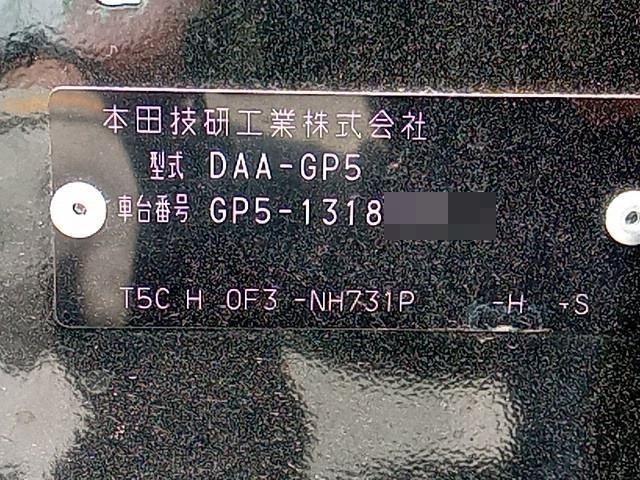 本田技研工業株式会社
型式 DAA-GP5
車台番号 GP5-1318
T5C H 0F3 -NH731P -H -S